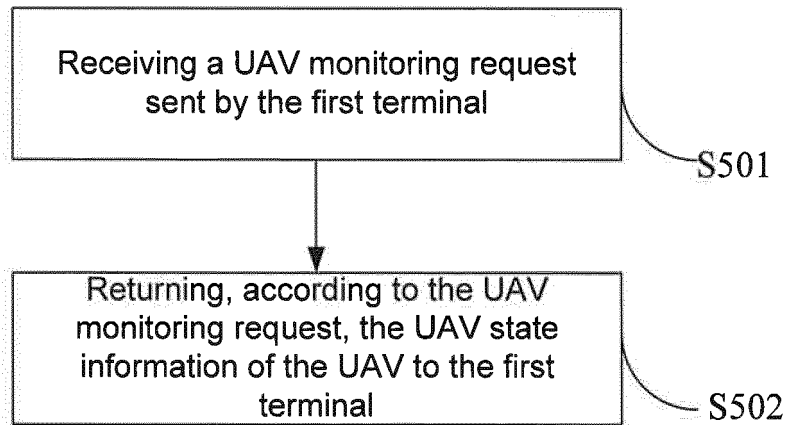 Receiving a UAV monitoring request
sent by the first terminal
S501
Returning, according to the UAV
monitoring request, the UAV state
information of the UAV to the first
terminal
S502